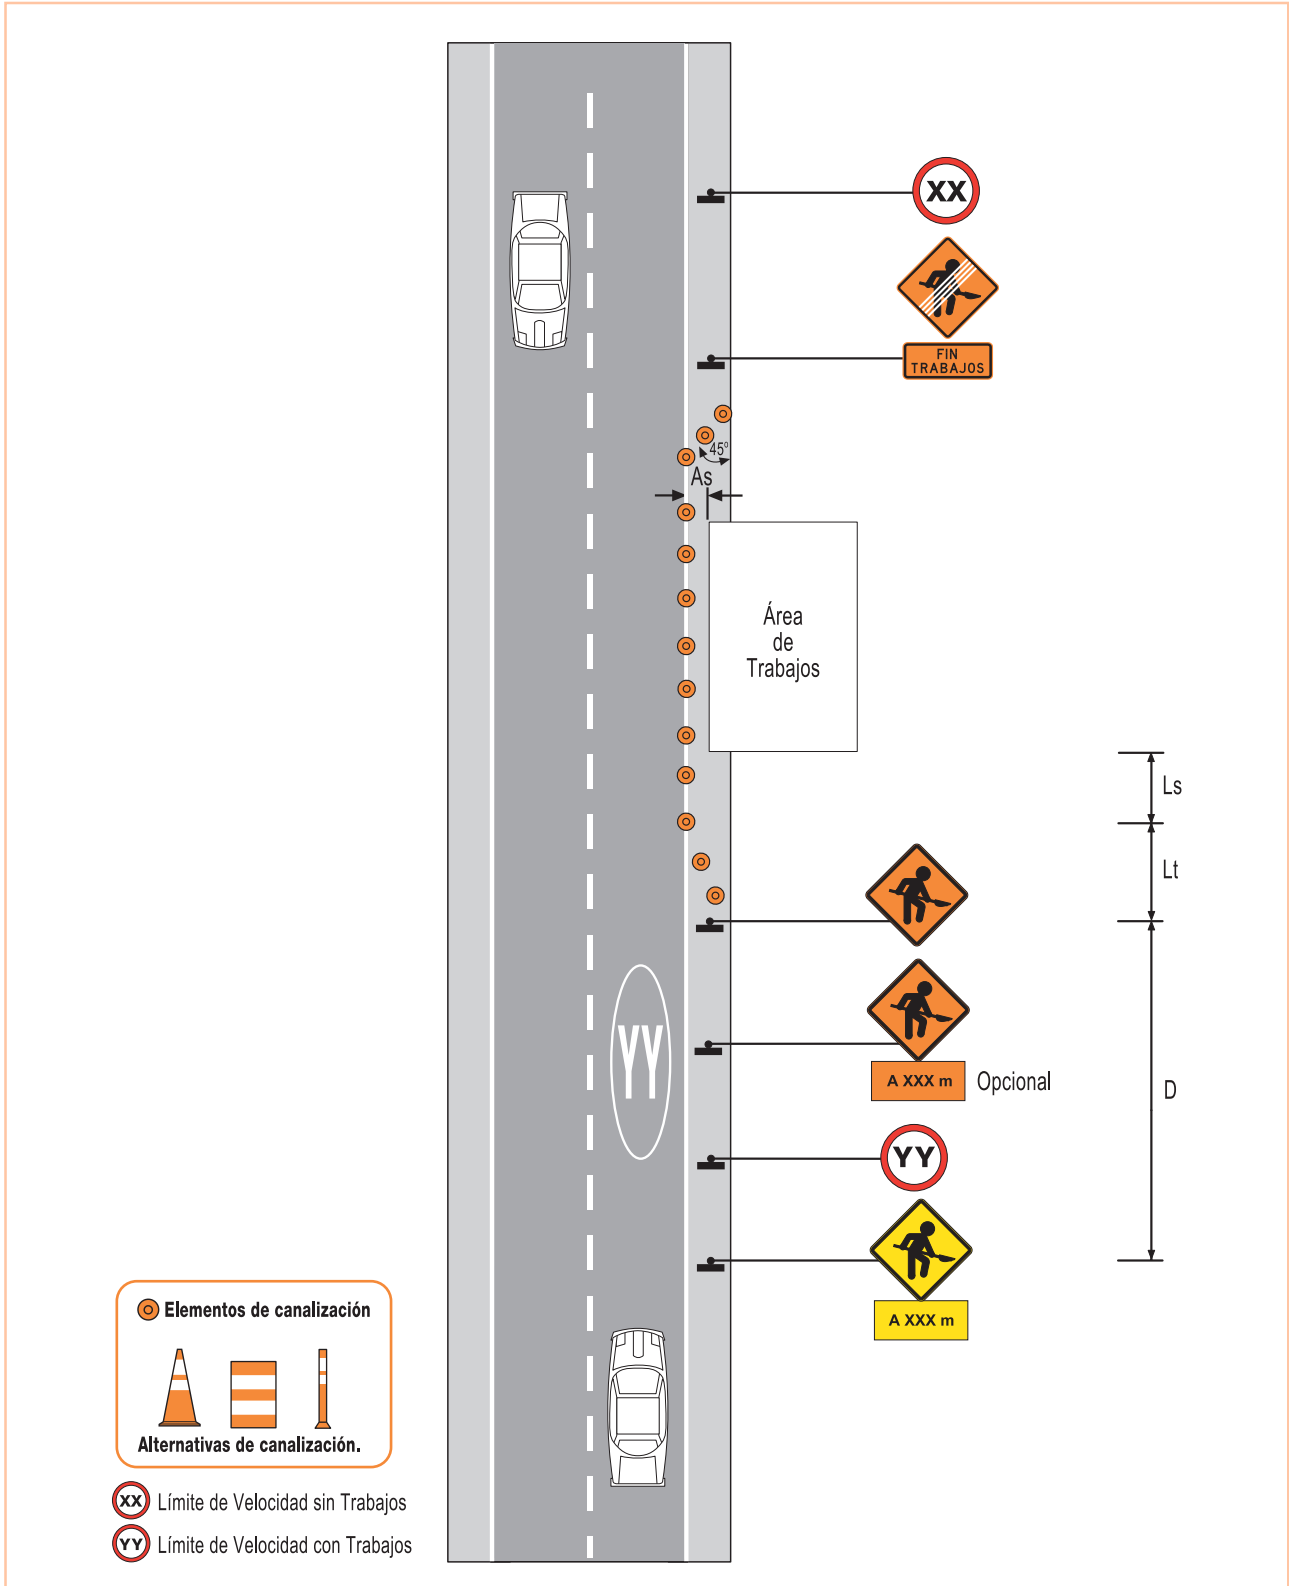 XX
FIN
TRABAJOS
45º
As
Área
de
Trabajos
Ls
Lt
YY
A XXX m
Opcional
D
YY
A XXX m
Elementos de canalización
Alternativas de canalización.
XX Límite de Velocidad sin Trabajos
YY Límite de Velocidad con Trabajos